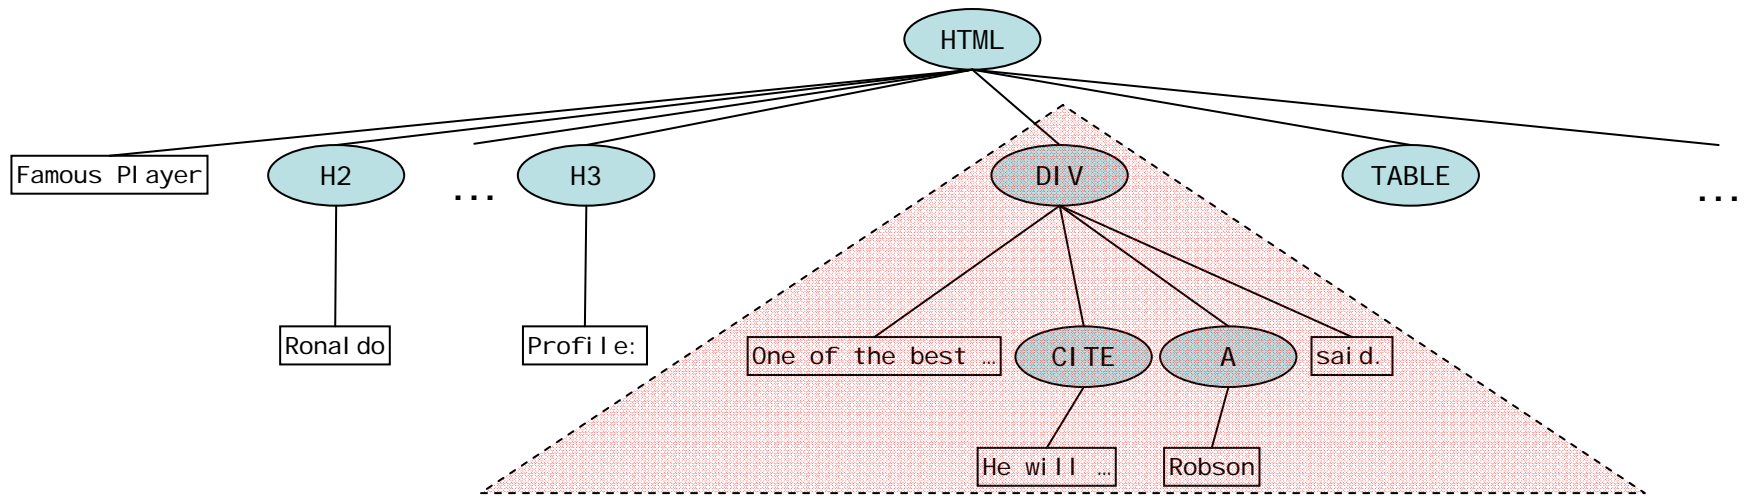 HTML
Famous Player
H2
...
H3
DIV
TABLE
...
Ronaldo
Profile:
One of the best ...
CITE
A
said.
He will ...
Robson